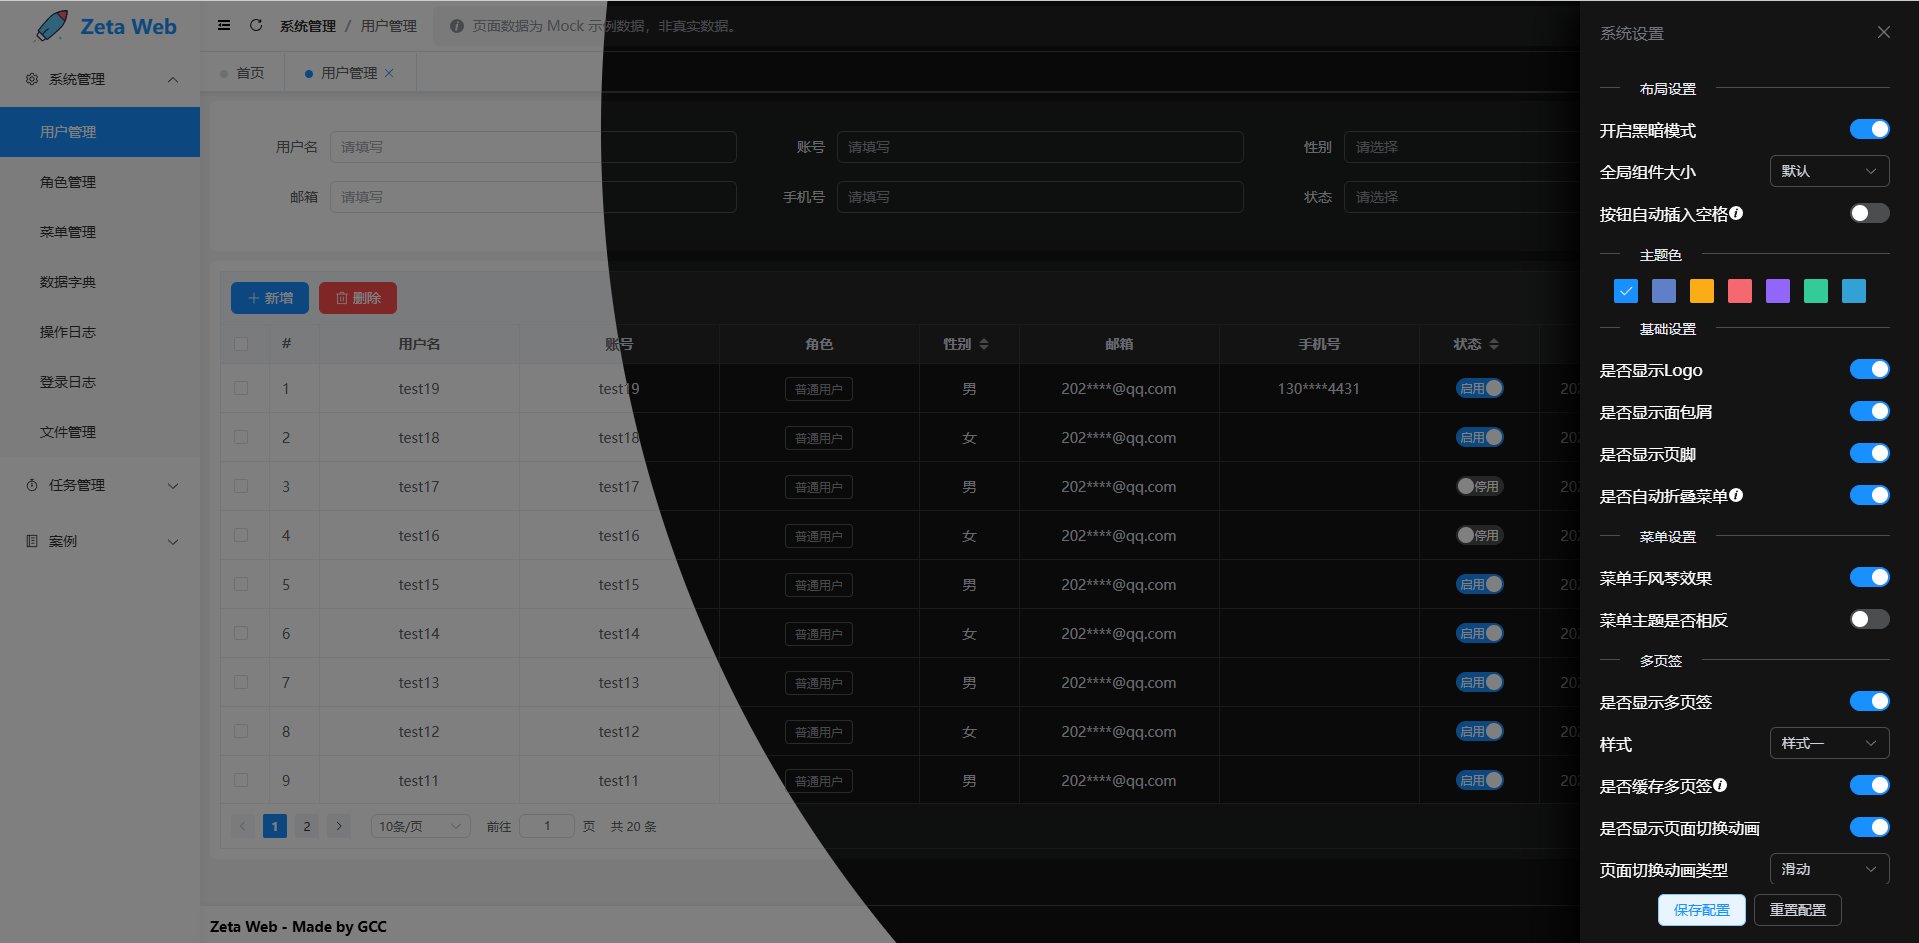 Zeta Web
系统管理 / 用户管理
页面数据为 Mock 示例数据，非真实数据。
首页
用户管理
系统管理
用户管理
角色管理
菜单管理
数据字典
操作日志
登录日志
文件管理
任务管理
案例
用户名 请填写 账号 请填写 性别 请选择
邮箱 请填写 手机号 请填写 状态 请选择
新增 删除
# 用户名 账号 角色 性别 邮箱 手机号 状态
1 test19 test19 普通用户 男 202****@qq.com 130****4431 启用 202
2 test18 test18 普通用户 女 202****@qq.com 启用 202
3 test17 test17 普通用户 男 202****@qq.com 停用 202
4 test16 test16 普通用户 女 202****@qq.com 停用 202
5 test15 test15 普通用户 男 202****@qq.com 启用 202
6 test14 test14 普通用户 女 202****@qq.com 启用 202
7 test13 test13 普通用户 男 202****@qq.com 启用 202
8 test12 test12 普通用户 女 202****@qq.com 启用 202
9 test11 test11 普通用户 男 202****@qq.com 启用 202
1 2 10条/页 前往 1 页 共 20 条
Zeta Web - Made by GCC
系统设置
布局设置
开启黑暗模式
全局组件大小 默认
按钮自动插入空格
主题色
基础设置
是否显示Logo
是否显示面包屑
是否显示页脚
是否自动折叠菜单
菜单设置
菜单手风琴效果
菜单主题是否相反
多页签
是否显示多页签
样式 样式一
是否缓存多页签
是否显示页面切换动画
页面切换动画类型 滑动
保存配置 重置配置